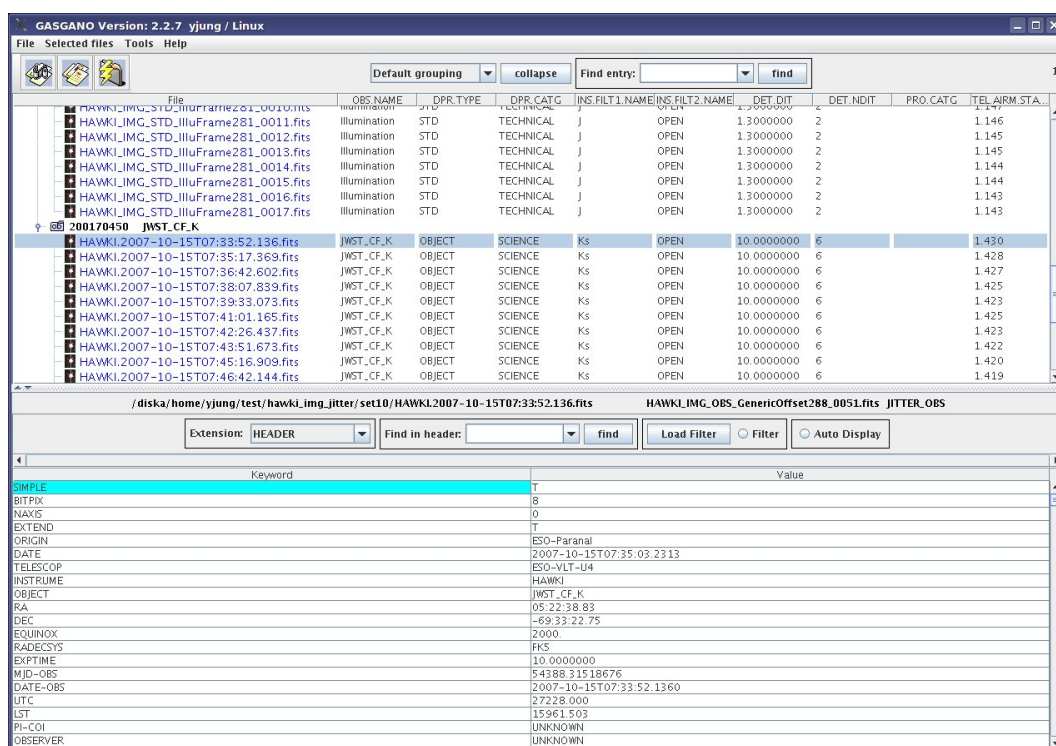 GASGANO Version: 2.2.7 yjung / Linux
File Selected files Tools Help
Default grouping collapse Find entry: find 1
File OBS.NAME DPR.TYPE DPR.CATG INS.FILT1.NAME INS.FILT2.NAME DET.DIT DET.NDIT PRO.CATG TEL.AIRM.STA...
HAWKI_IMG_STD_IlluFrame281_0010.fits Illumination STD TECHNICAL J OPEN 1.3000000 2 1.147
HAWKI_IMG_STD_IlluFrame281_0011.fits Illumination STD TECHNICAL J OPEN 1.3000000 2 1.146
HAWKI_IMG_STD_IlluFrame281_0012.fits Illumination STD TECHNICAL J OPEN 1.3000000 2 1.145
HAWKI_IMG_STD_IlluFrame281_0013.fits Illumination STD TECHNICAL J OPEN 1.3000000 2 1.145
HAWKI_IMG_STD_IlluFrame281_0014.fits Illumination STD TECHNICAL J OPEN 1.3000000 2 1.144
HAWKI_IMG_STD_IlluFrame281_0015.fits Illumination STD TECHNICAL J OPEN 1.3000000 2 1.144
HAWKI_IMG_STD_IlluFrame281_0016.fits Illumination STD TECHNICAL J OPEN 1.3000000 2 1.143
HAWKI_IMG_STD_IlluFrame281_0017.fits Illumination STD TECHNICAL J OPEN 1.3000000 2 1.143
200170450 JWST_CF_K
HAWKI.2007-10-15T07:33:52.136.fits JWST_CF_K OBJECT SCIENCE Ks OPEN 10.0000000 6 1.430
HAWKI.2007-10-15T07:35:17.369.fits JWST_CF_K OBJECT SCIENCE Ks OPEN 10.0000000 6 1.428
HAWKI.2007-10-15T07:36:42.602.fits JWST_CF_K OBJECT SCIENCE Ks OPEN 10.0000000 6 1.427
HAWKI.2007-10-15T07:38:07.839.fits JWST_CF_K OBJECT SCIENCE Ks OPEN 10.0000000 6 1.425
HAWKI.2007-10-15T07:39:33.073.fits JWST_CF_K OBJECT SCIENCE Ks OPEN 10.0000000 6 1.423
HAWKI.2007-10-15T07:41:01.165.fits JWST_CF_K OBJECT SCIENCE Ks OPEN 10.0000000 6 1.425
HAWKI.2007-10-15T07:42:26.437.fits JWST_CF_K OBJECT SCIENCE Ks OPEN 10.0000000 6 1.423
HAWKI.2007-10-15T07:43:51.673.fits JWST_CF_K OBJECT SCIENCE Ks OPEN 10.0000000 6 1.422
HAWKI.2007-10-15T07:45:16.909.fits JWST_CF_K OBJECT SCIENCE Ks OPEN 10.0000000 6 1.420
HAWKI.2007-10-15T07:46:42.144.fits JWST_CF_K OBJECT SCIENCE Ks OPEN 10.0000000 6 1.419
/diska/home/yjung/test/hawki_img_jitter/set10/HAWKI.2007-10-15T07:33:52.136.fits HAWKI_IMG_OBS_GenericOffset288_0051.fits JITTER_OBS
Extension: HEADER Find in header: find Load Filter Filter Auto Display
Keyword Value
SIMPLE T
BITPIX 8
NAXIS 0
EXTEND T
ORIGIN ESO-Paranal
DATE 2007-10-15T07:35:03.2313
TELESCOP ESO-VLT-U4
INSTRUME HAWKI
OBJECT JWST_CF_K
RA 05:22:38.83
DEC -69:33:22.75
EQUINOX 2000.
RADECSYS FK5
EXPTIME 10.0000000
MJD-OBS 54388.31518676
DATE-OBS 2007-10-15T07:33:52.1360
UTC 27228.000
LST 15961.503
PI-COI UNKNOWN
OBSERVER UNKNOWN